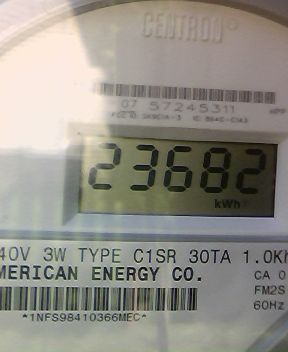 CENTRON
07 57245311
23682
kWh
40V 3W TYPE C1SR 30TA 1.0Kh
MERICAN ENERGY CO.
CA 0
FM2S
60Hz
*1NFS98410366MEC*